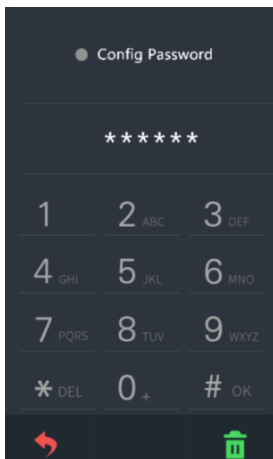 Config Password
******
1 2 ABC 3 DEF
4 GHI 5 JKL 6 MNO
7 PQRS 8 TUV 9 WXYZ
* DEL 0 + # OK